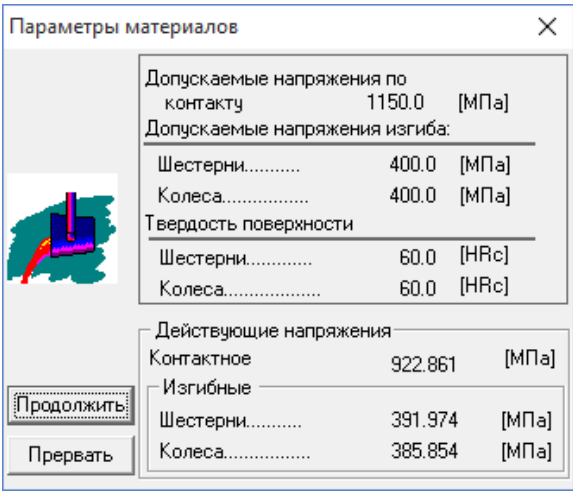 Параметры материалов
Допускаемые напряжения по
контакту 1150.0 [МПа]
Допускаемые напряжения изгиба:
Шестерни........... 400.0 [МПа]
Колеса................. 400.0 [МПа]
Твердость поверхности
Шестерни............. 60.0 [HRc]
Колеса................... 60.0 [HRc]
Действующие напряжения
Контактное 922.861 [МПа]
Изгибные
Шестерни........... 391.974 [МПа]
Колеса................. 385.854 [МПа]
Продолжить
Прервать